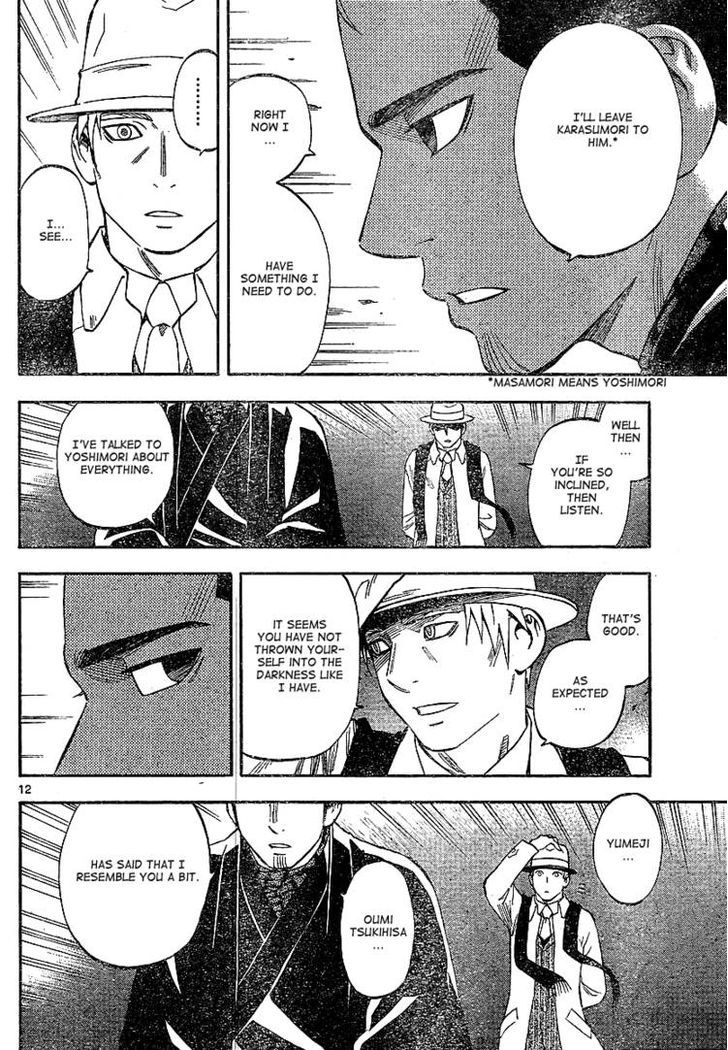 I'LL LEAVE
KARASUMORI TO
HIM.*
RIGHT
NOW I
...
HAVE
SOMETHING I
NEED TO DO.
........
I...
SEE...
*MASAMORI MEANS YOSHIMORI
WELL
THEN
...
IF
YOU'RE SO
INCLINED,
THEN
LISTEN.
I'VE TALKED TO
YOSHIMORI ABOUT
EVERYTHING.
THAT'S
GOOD.
AS
EXPECTED
...
IT SEEMS
YOU HAVE NOT
THROWN YOUR-
SELF INTO THE
DARKNESS LIKE
I HAVE.
12
YUMEJI
...
OUMI
TSUKIHISA
...
HAS SAID THAT I
RESEMBLE YOU A BIT.